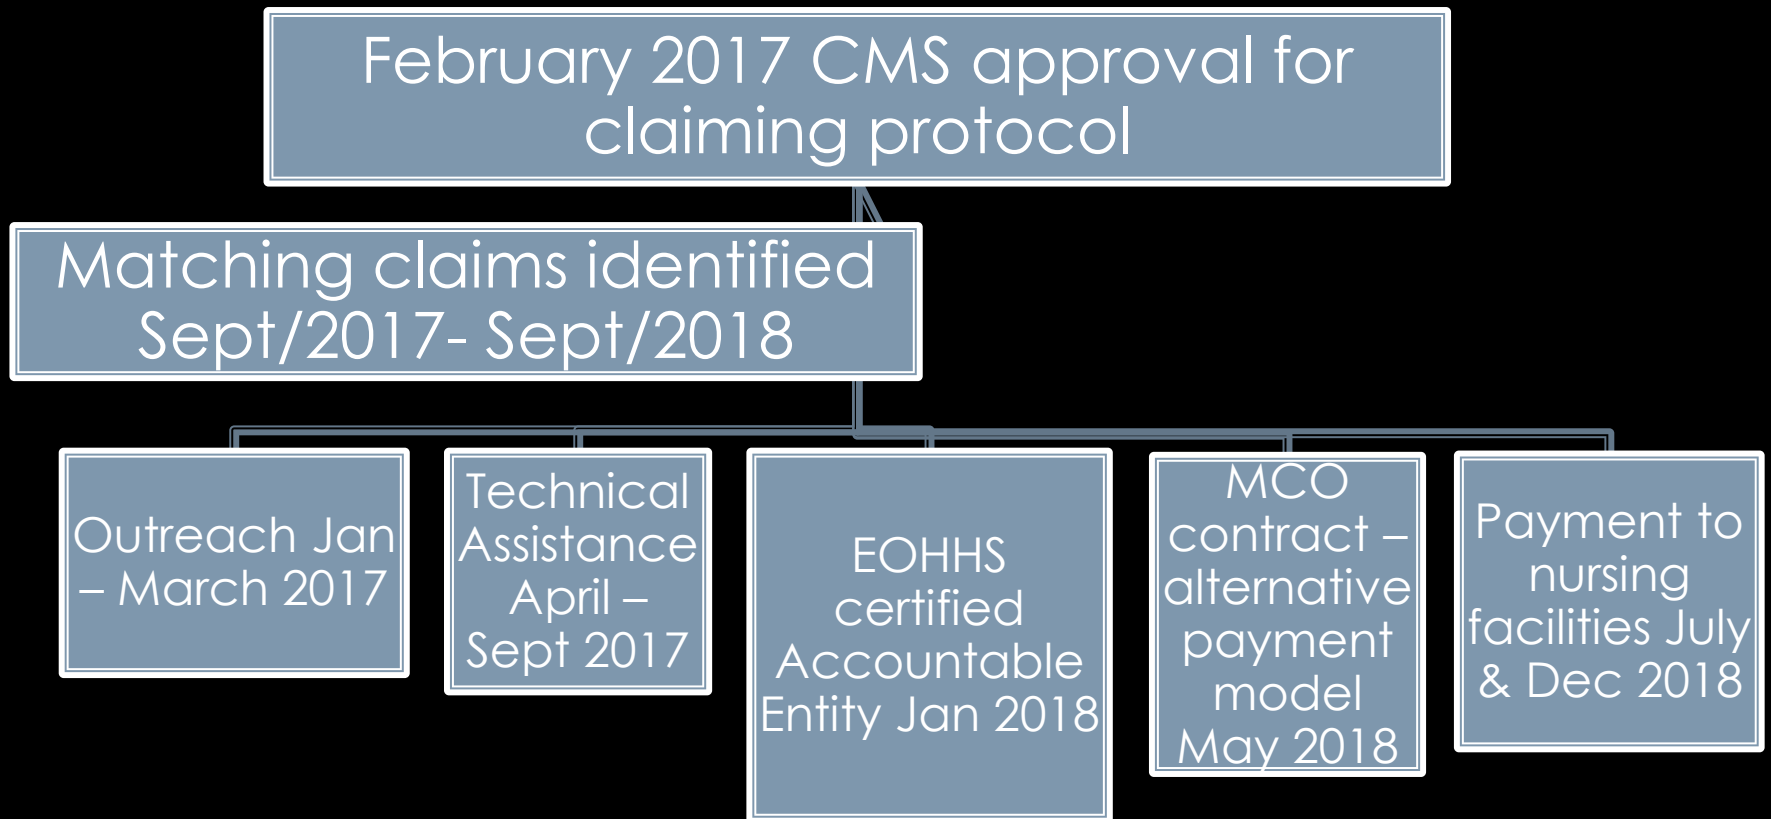 February 2017 CMS approval for
claiming protocol
Matching claims identified
Sept/2017- Sept/2018
Outreach Jan
– March 2017
Technical
Assistance
April –
Sept 2017
EOHHS
certified
Accountable
Entity Jan 2018
MCO
contract –
alternative
payment
model
May 2018
Payment to
nursing
facilities July
& Dec 2018